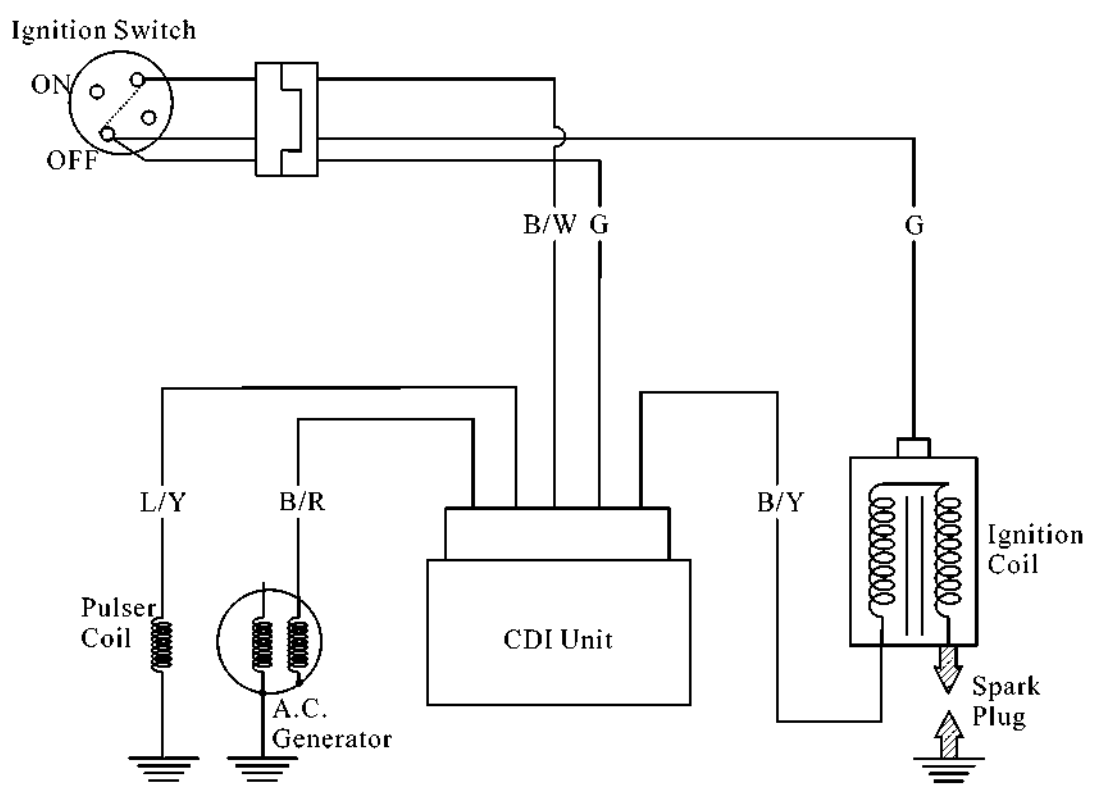 Ignition Switch
ON
OFF
B/W G
G
L/Y
B/R
B/Y
Ignition
Coil
Pulser
Coil
CDI Unit
A.C.
Generator
Spark
Plug